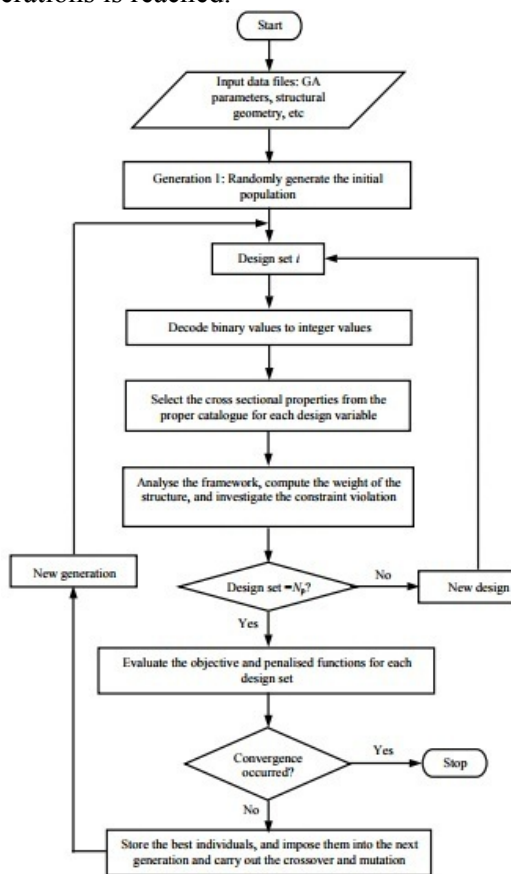 erations is reached.
Start
Input data files: GA
parameters, structural
geometry, etc
Generation 1: Randomly generate the initial
population
Design set i
Decode binary values to integer values
Select the cross sectional properties from the
proper catalogue for each design variable
Analyse the framework, compute the weight of the
structure, and investigate the constraint violation
New generation
Design set =Np?
No
New design
Yes
Evaluate the objective and penalised functions for each
design set
Convergence
occurred?
Yes
Stop
No
Store the best individuals, and impose them into the next
generation and carry out the crossover and mutation